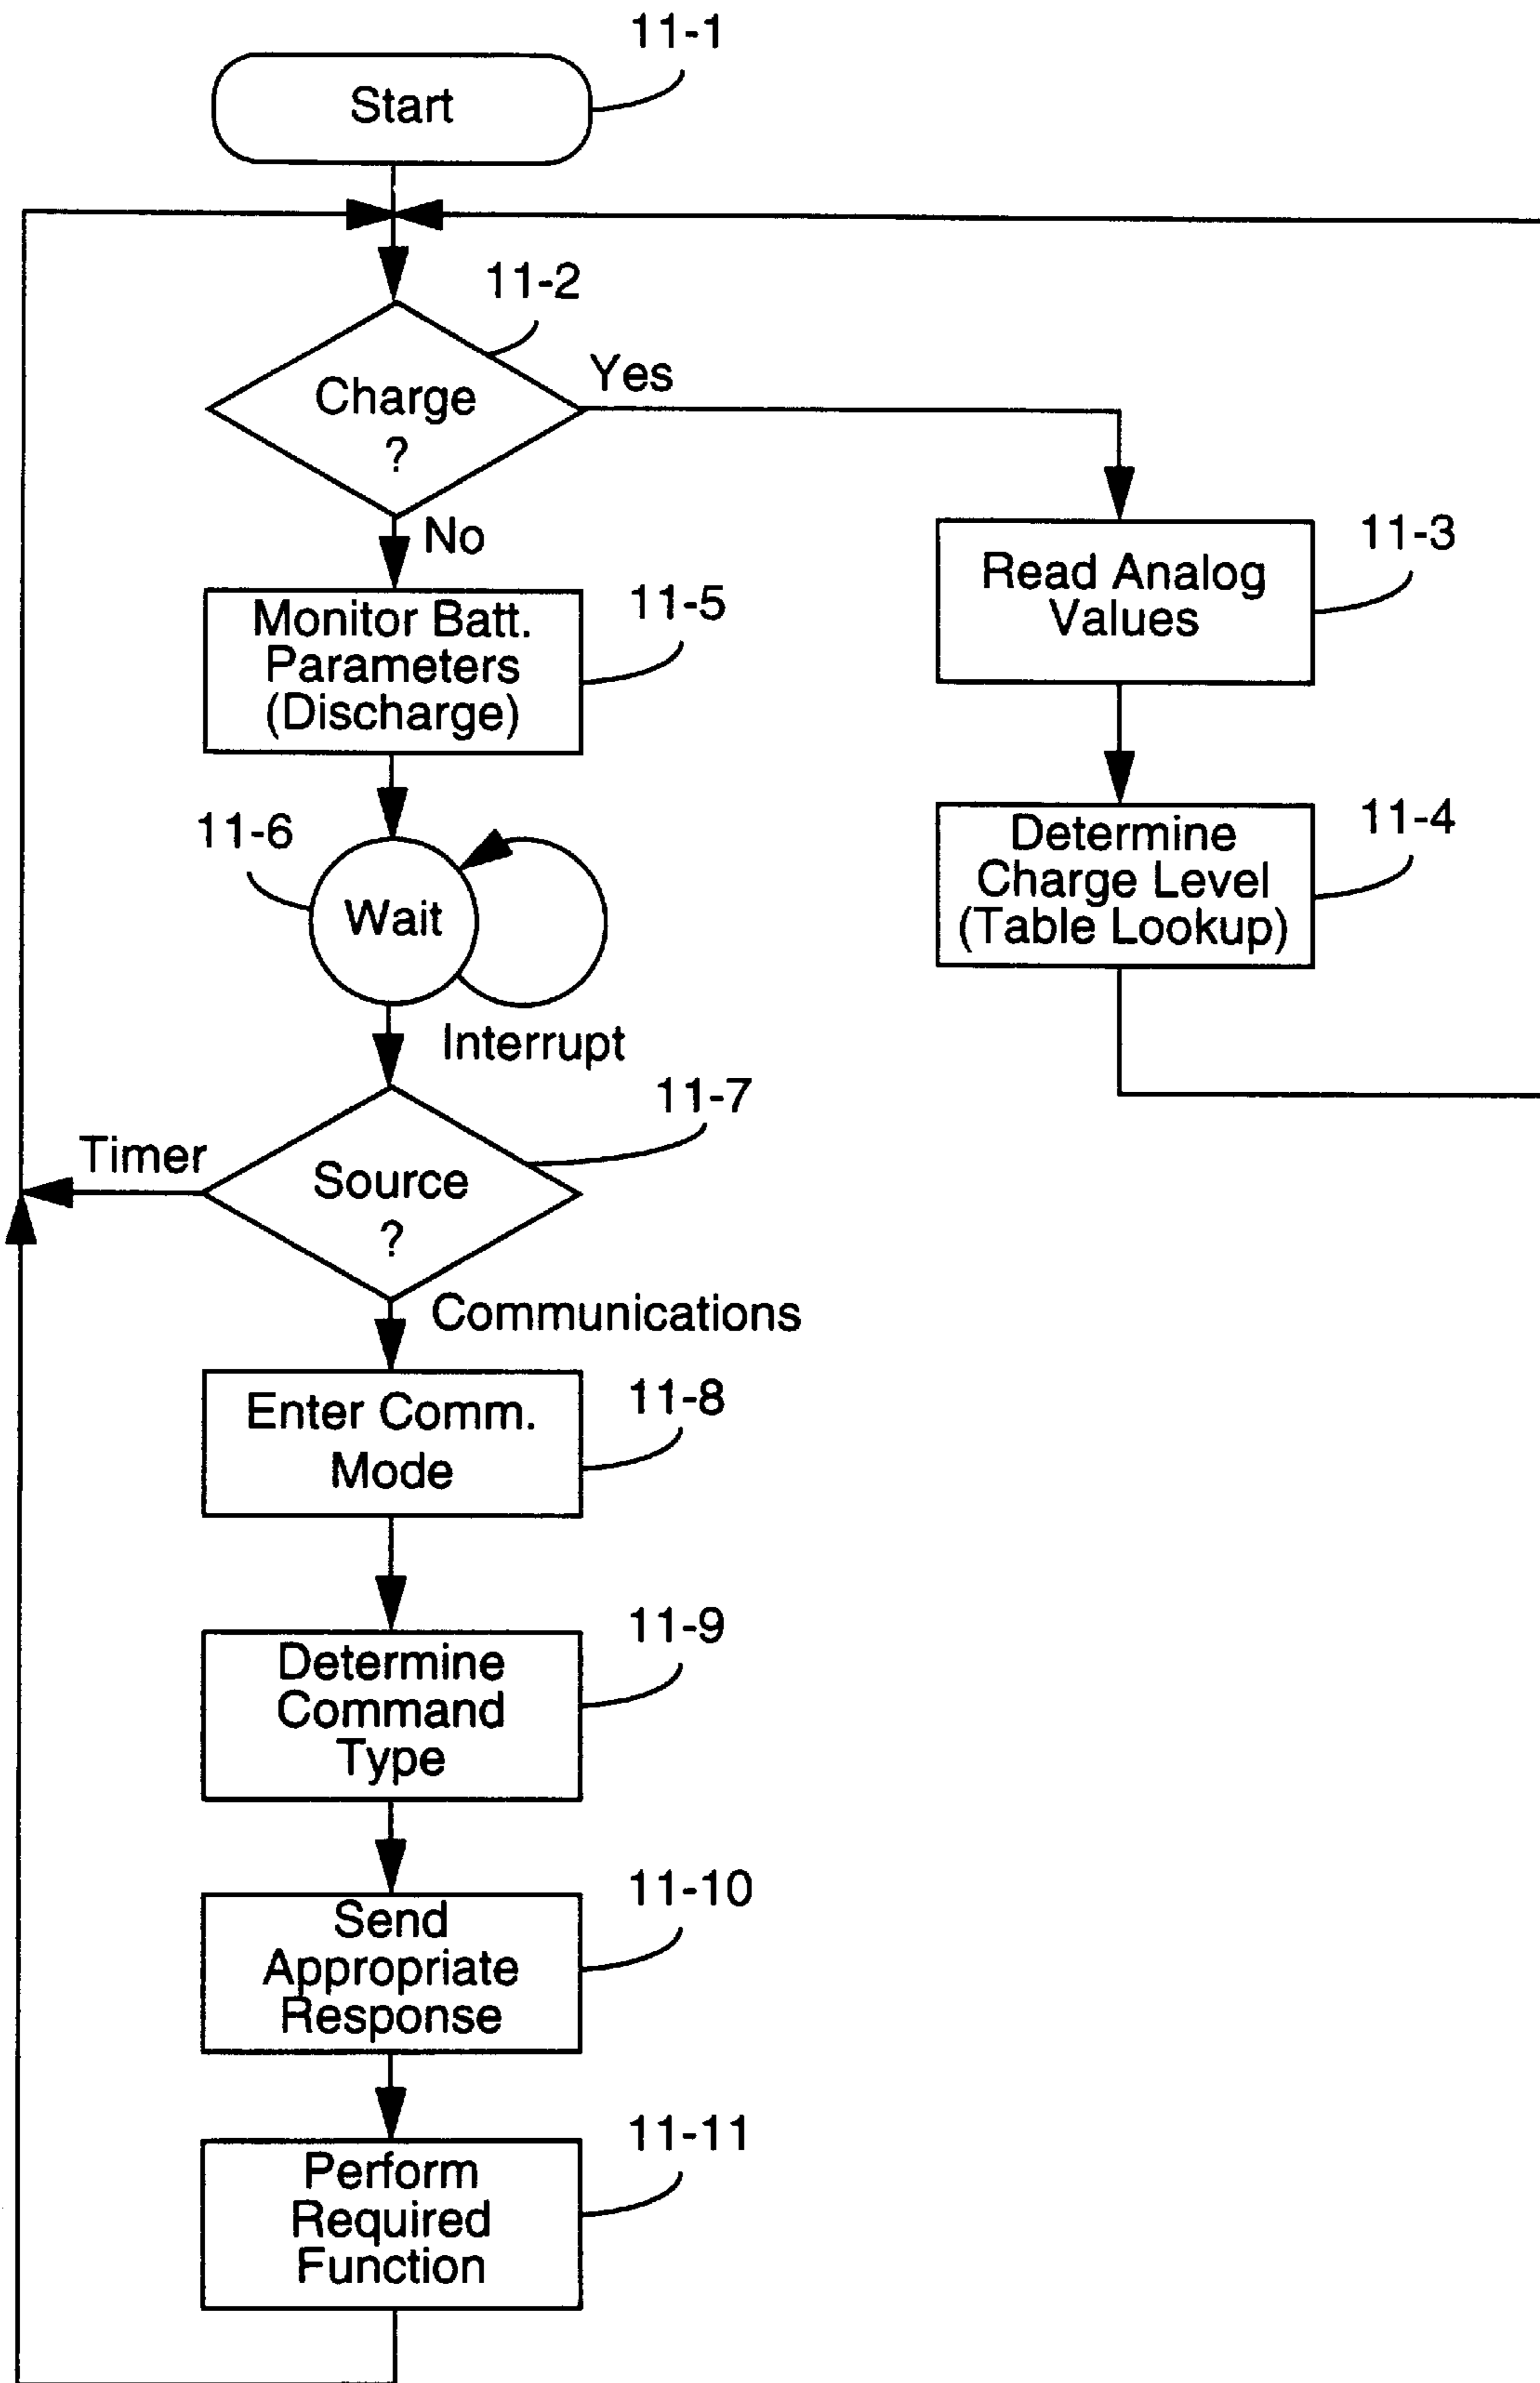 11-1
Start
11-2
Charge
?
Yes
No
11-3
Read Analog
Values
11-5
Monitor Batt.
Parameters
(Discharge)
11-4
Determine
Charge Level
(Table Lookup)
11-6
Wait
Interrupt
11-7
Timer
Source
?
Communications
11-8
Enter Comm.
Mode
11-9
Determine
Command
Type
11-10
Send
Appropriate
Response
11-11
Perform
Required
Function